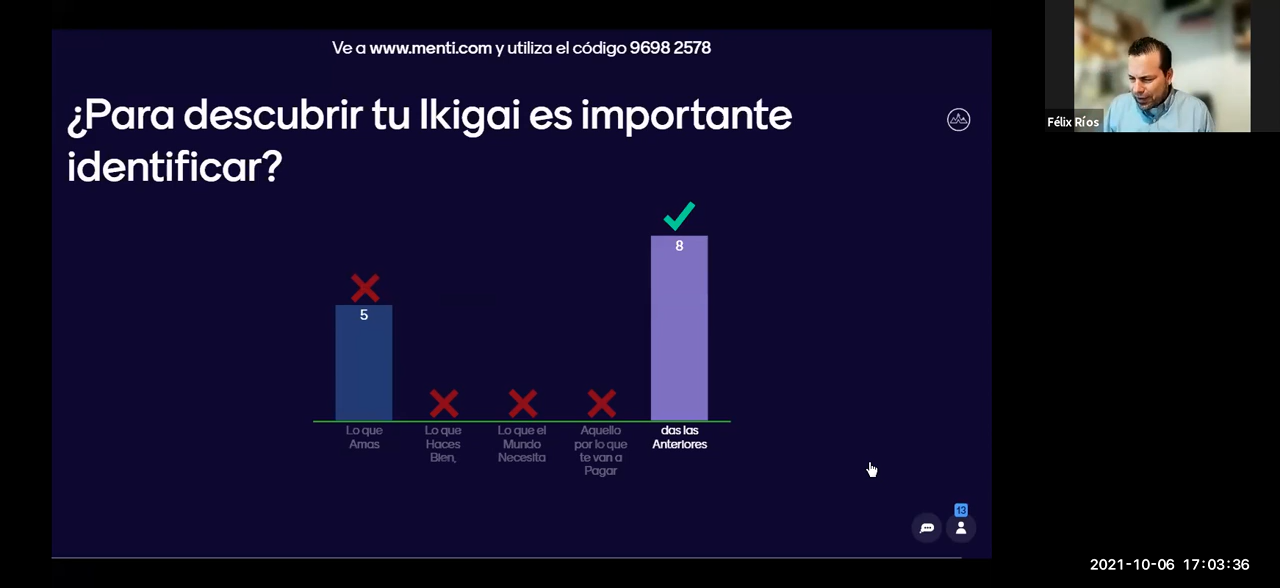 Ve a www.menti.com y utiliza el código 9698 2578
¿Para descubrir tu Ikigai es importante
identificar?
Félix Ríos
8
5
Lo que
Amas
Lo que
Haces
BIen,
Lo que el
Mundo
Necesita
Aquello
por lo que
te van a
Pagar
das las
Anteriores
13
2021-10-06 17:03:36